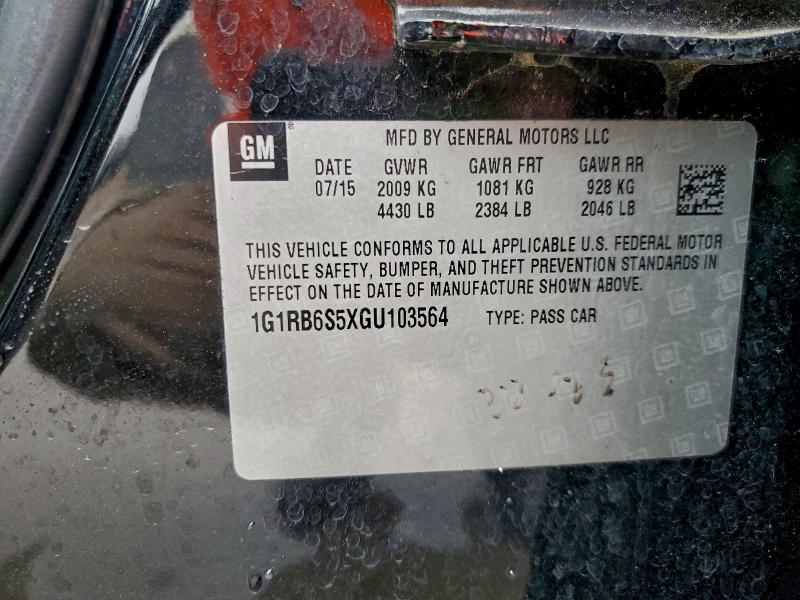 GM ®
MFD BY GENERAL MOTORS LLC
DATE GVWR GAWR FRT GAWR RR
07/15 2009 KG 1081 KG 928 KG
4430 LB 2384 LB 2046 LB
THIS VEHICLE CONFORMS TO ALL APPLICABLE U.S. FEDERAL MOTOR
VEHICLE SAFETY, BUMPER, AND THEFT PREVENTION STANDARDS IN
EFFECT ON THE DATE OF MANUFACTURE SHOWN ABOVE.
1G1RB6S5XGU103564 TYPE: PASS CAR